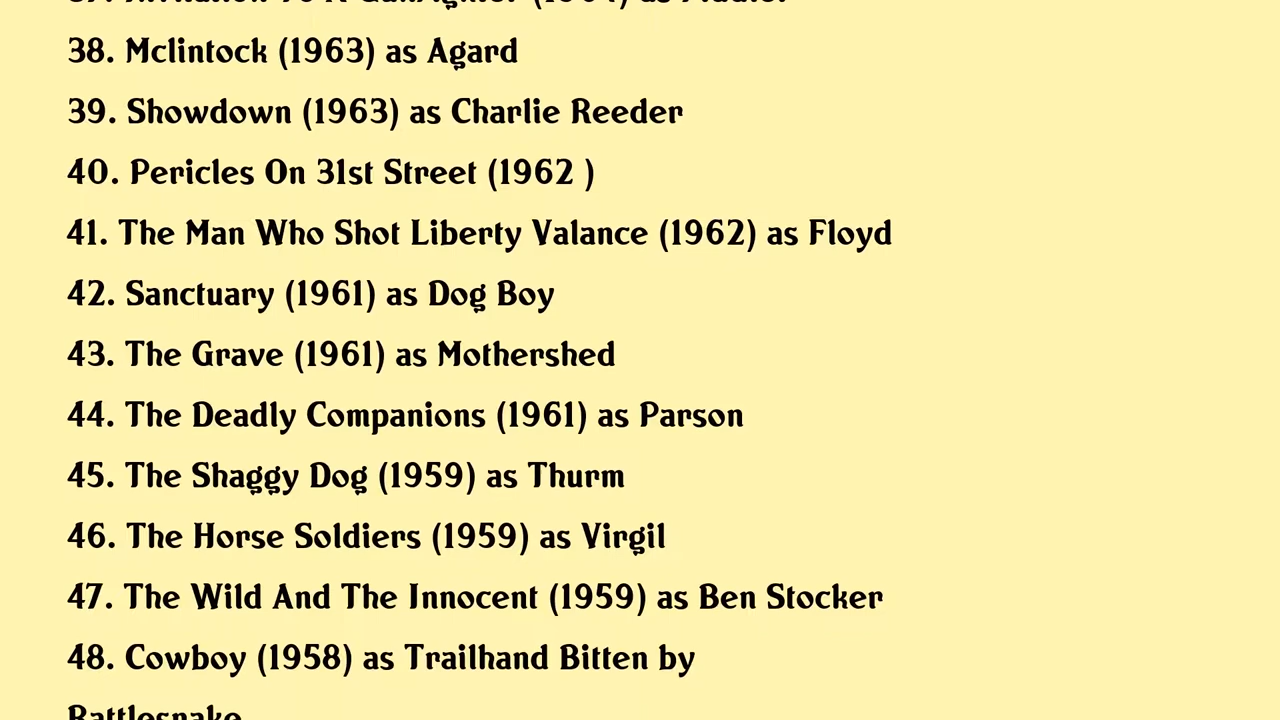 38. Mclintock (1963) as Agard
39. Showdown (1963) as Charlie Reeder
40. Pericles On 31st Street (1962 )
41. The Man Who Shot Liberty Valance (1962) as Floyd
42. Sanctuary (1961) as Dog Boy
43. The Grave (1961) as Mothershed
44. The Deadly Companions (1961) as Parson
45. The Shaggy Dog (1959) as Thurm
46. The Horse Soldiers (1959) as Virgil
47. The Wild And The Innocent (1959) as Ben Stocker
48. Cowboy (1958) as Trailhand Bitten by
Rattlesnake